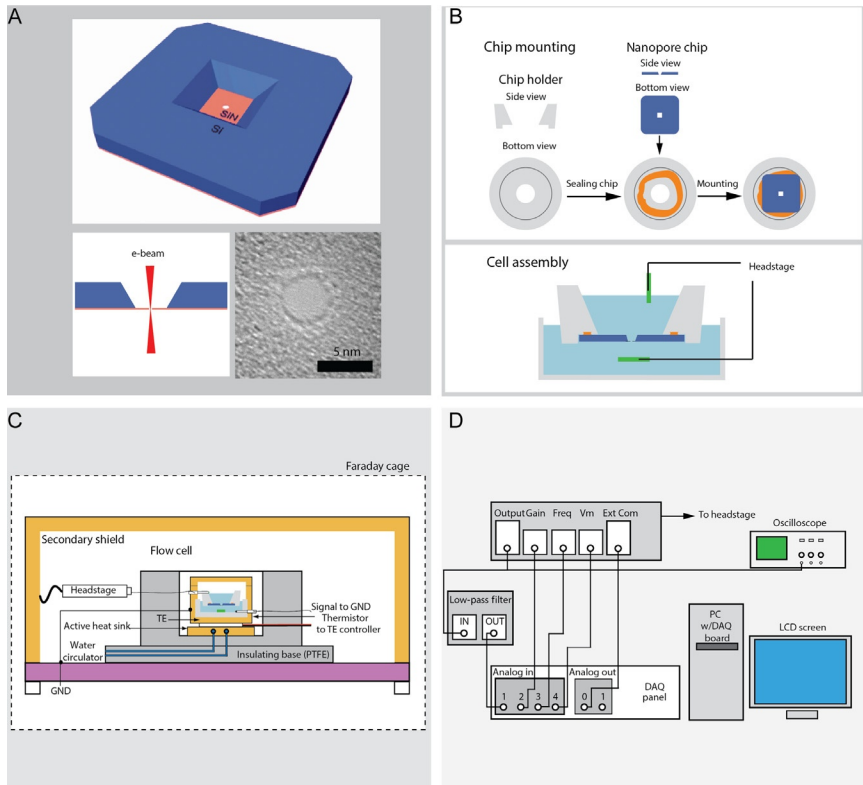 A
SiN
Si
e-beam
5 nm
B
Chip mounting
Nanopore chip
Side view
Chip holder
Side view
Bottom view
Bottom view
Sealing chip
Mounting
Cell assembly
Headstage
C
Faraday cage
Secondary shield
Flow cell
Headstage
Signal to GND
TE
Thermistor
to TE controller
Active heat sink
Water
circulator
Insulating base (PTFE)
GND
D
Output Gain Freq Vm Ext Com
To headstage
Oscilloscope
Low-pass filter
IN OUT
PC
w/DAQ
board
LCD screen
Analog in
Analog out
DAQ
panel
1 2 3 4
0 1